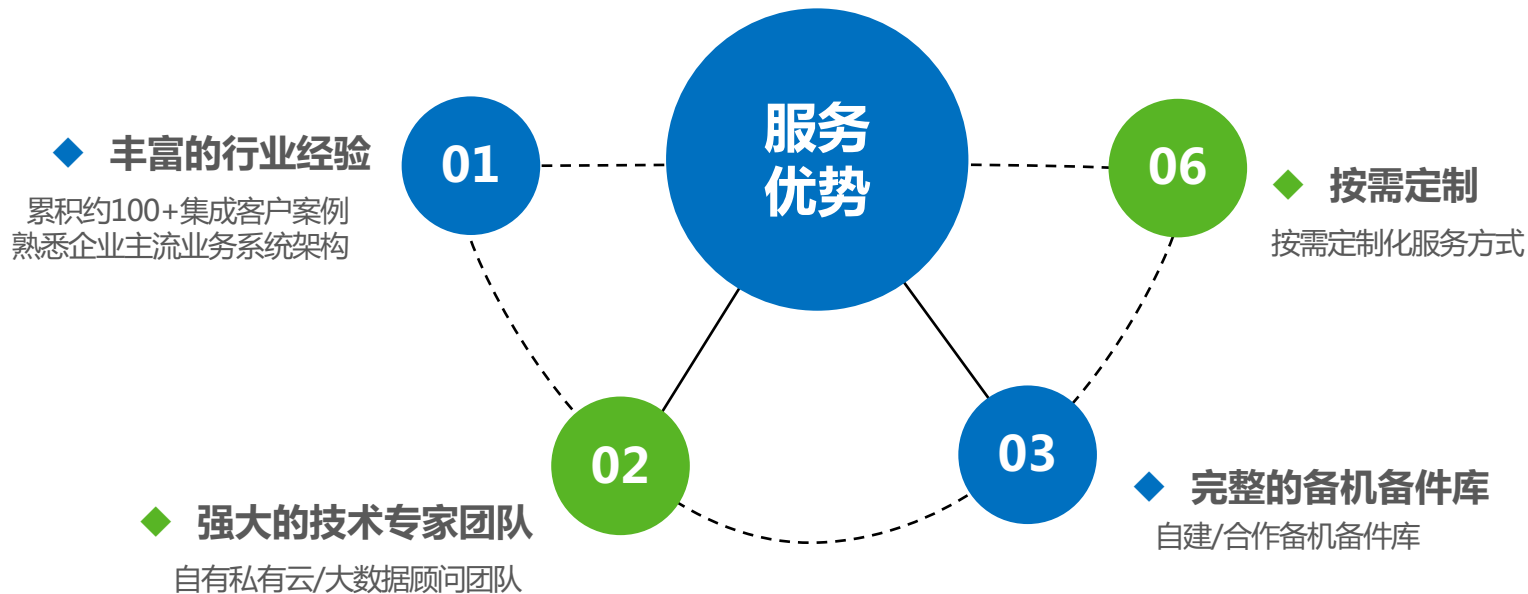 服务
优势
01
丰富的行业经验
累积约100+集成客户案例
熟悉企业主流业务系统架构
02
强大的技术专家团队
自有私有云/大数据顾问团队
03
完整的备机备件库
自建/合作备机备件库
06
按需定制
按需定制化服务方式